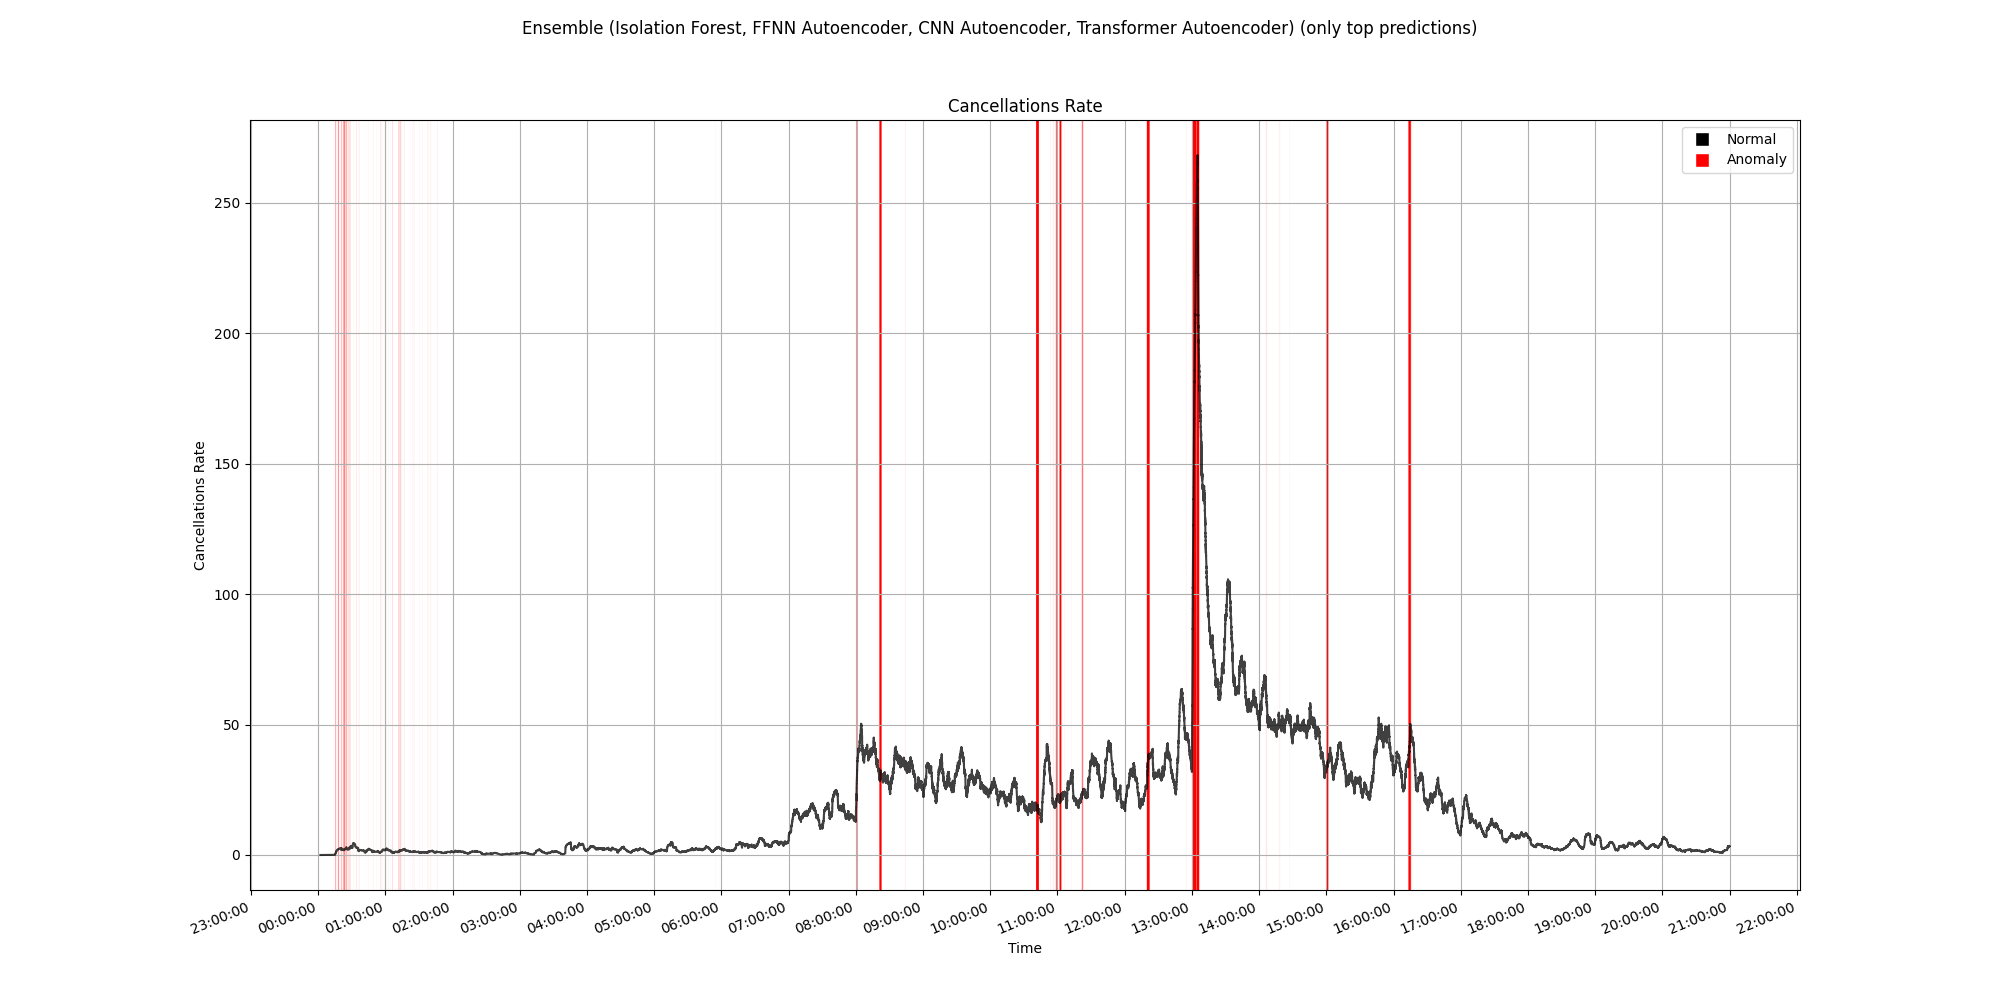 Ensemble (Isolation Forest, FFNN Autoencoder, CNN Autoencoder, Transformer Autoencoder) (only top predictions)
Cancellations Rate
Normal
Anomaly
250
200
150
100
50
0
Cancellations Rate
23:00:00 00:00:00 01:00:00 02:00:00 03:00:00 04:00:00 05:00:00 06:00:00 07:00:00 08:00:00 09:00:00 10:00:00 11:00:00 12:00:00 13:00:00 14:00:00 15:00:00 16:00:00 17:00:00 18:00:00 19:00:00 20:00:00 21:00:00 22:00:00
Time